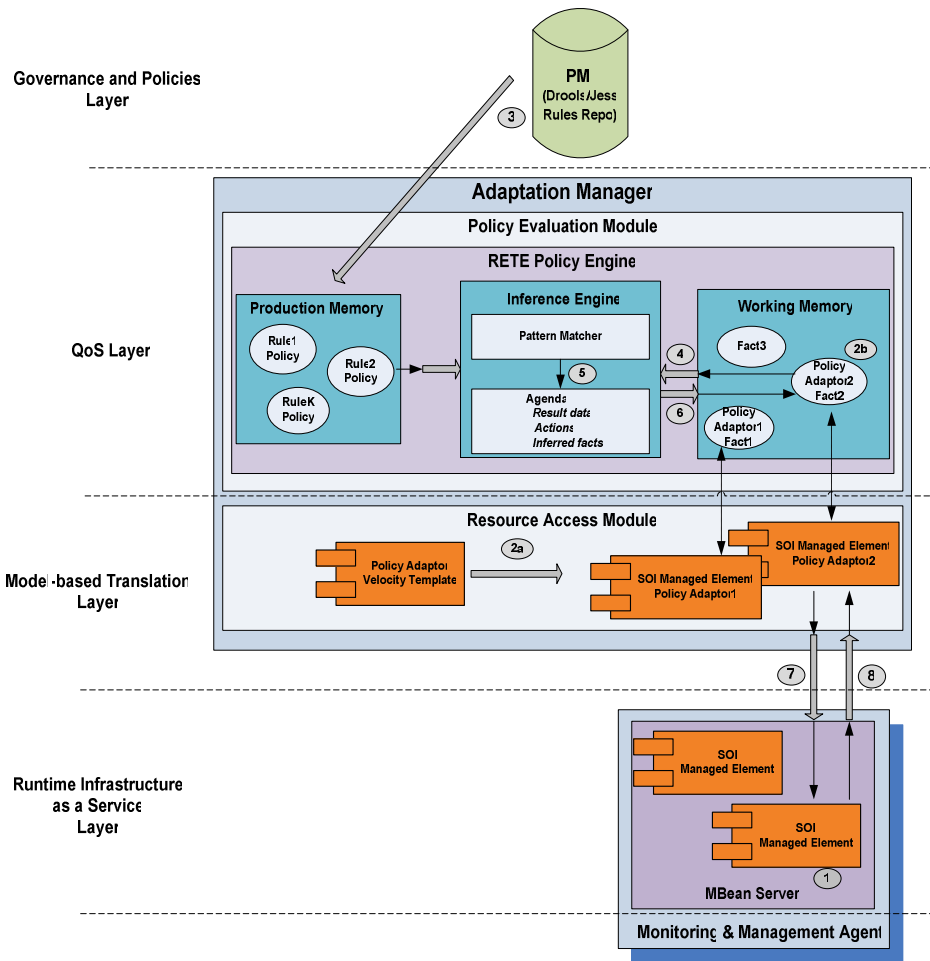 Governance and Policies
Layer
PM
(Drools/Jess
Rules Repo)
3
Adaptation Manager
Policy Evaluation Module
RETE Policy Engine
QoS Layer
Production Memory
Rule1
Policy
Rule2
Policy
RuleK
Policy
Inference Engine
Pattern Matcher
5
Agenda
Result data
Actions
Inferred facts
4
6
Working Memory
Fact3
2b
Policy
Adaptor2
Fact2
Policy
Adaptor1
Fact1
Model-based Translation
Layer
Resource Access Module
Policy Adaptor
Velocity Template
2a
SOI Managed Element
Policy Adaptor1
SOI Managed Element
Policy Adaptor2
7
8
Runtime Infrastructure
as a Service
Layer
SOI
Managed Element
SOI
Managed Element
1
MBean Server
Monitoring & Management Agent